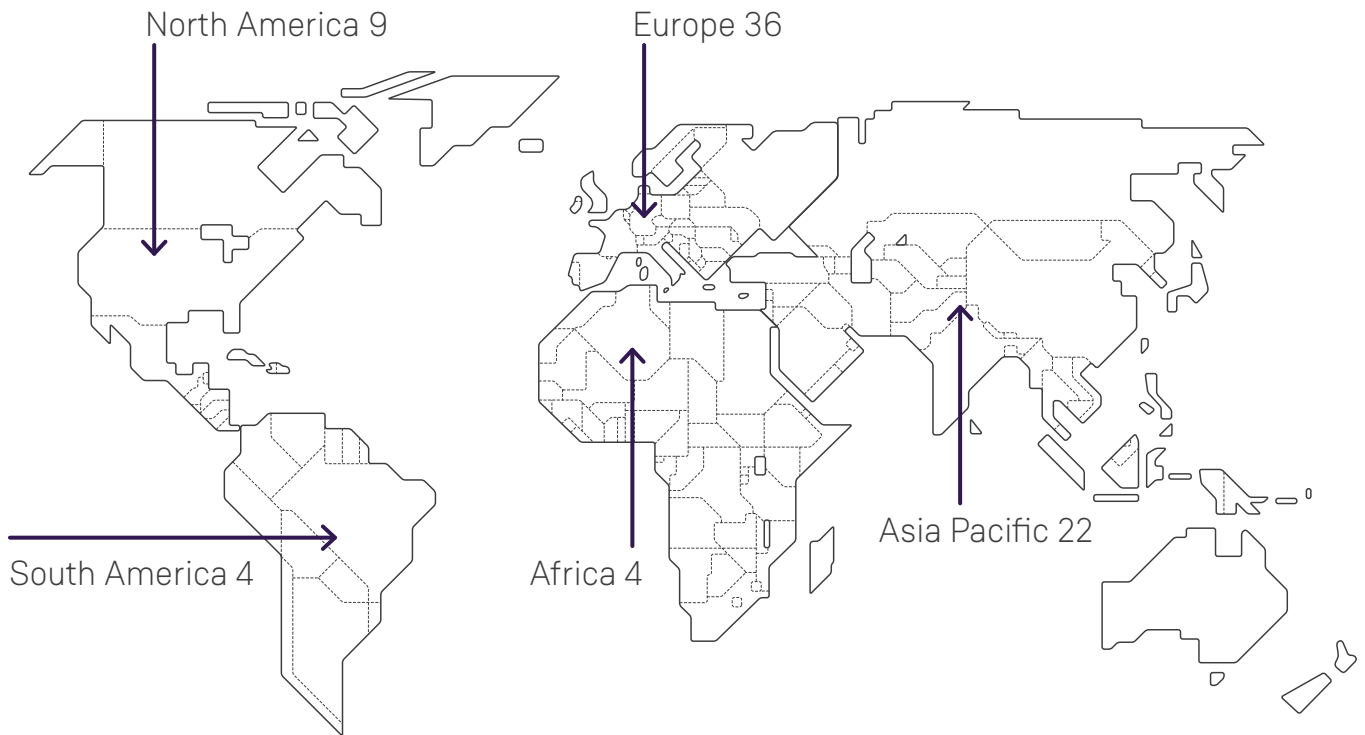 North America 9
Europe 36
Asia Pacific 22
South America 4
Africa 4